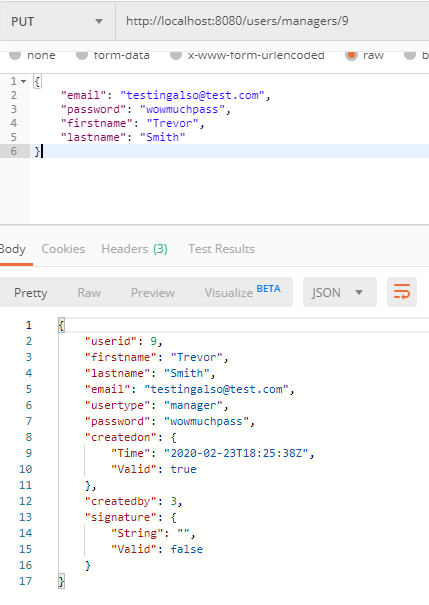 PUT http://localhost:8080/users/managers/9
none form-data x-www-form-urlencoded raw b
1 {
2 "email": "testingalso@test.com",
3 "password": "wowmuchpass",
4 "firstname": "Trevor",
5 "lastname": "Smith"
6 }
Body Cookies Headers (3) Test Results
Pretty Raw Preview Visualize BETA JSON
1 {
2 "userid": 9,
3 "firstname": "Trevor",
4 "lastname": "Smith",
5 "email": "testingalso@test.com",
6 "usertype": "manager",
7 "password": "wowmuchpass",
8 "createdon": {
9 "Time": "2020-02-23T18:25:38Z",
10 "Valid": true
11 },
12 "createdby": 3,
13 "signature": {
14 "String": "",
15 "Valid": false
16 }
17 }